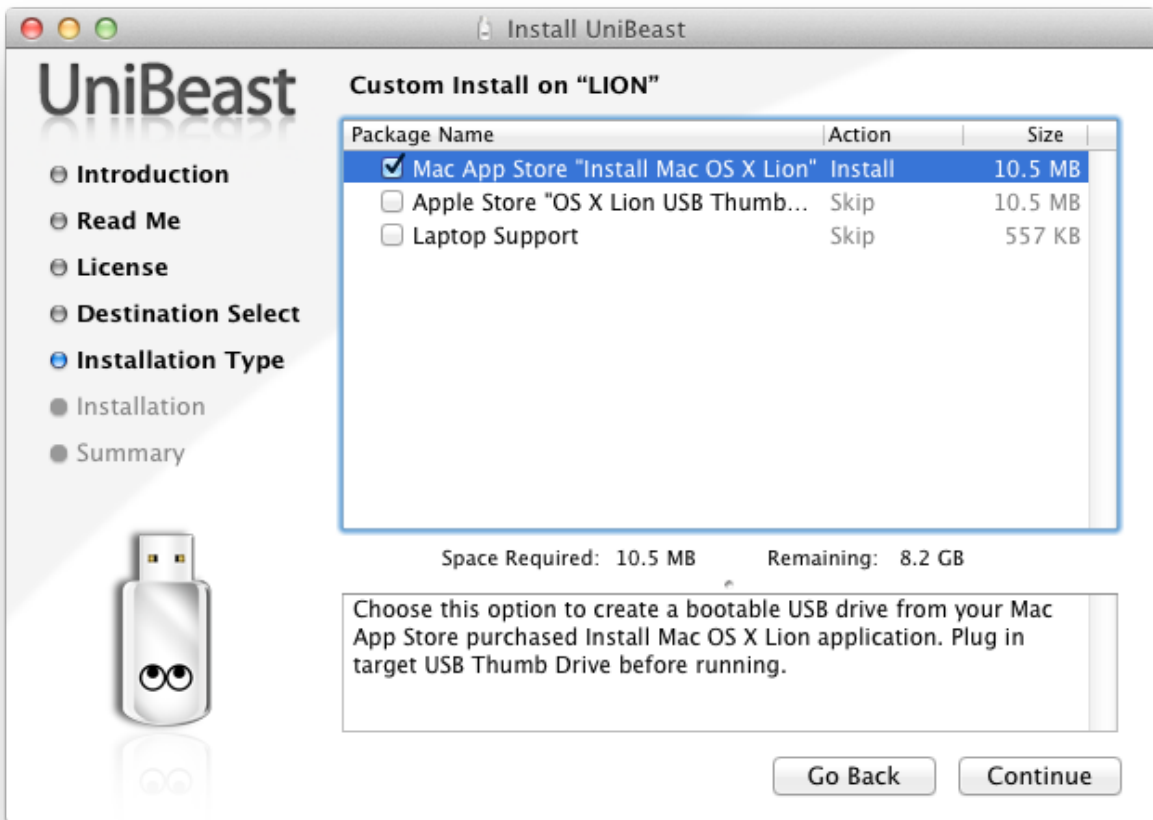 Install UniBeast
UniBeast
Custom Install on “LION”
Package Name Action Size
Mac App Store "Install Mac OS X Lion" Install 10.5 MB
Apple Store "OS X Lion USB Thumb... Skip 10.5 MB
Laptop Support Skip 557 KB
Introduction
Read Me
License
Destination Select
Installation Type
Installation
Summary
Space Required: 10.5 MB Remaining: 8.2 GB
Choose this option to create a bootable USB drive from your Mac
App Store purchased Install Mac OS X Lion application. Plug in
target USB Thumb Drive before running.
Go Back Continue